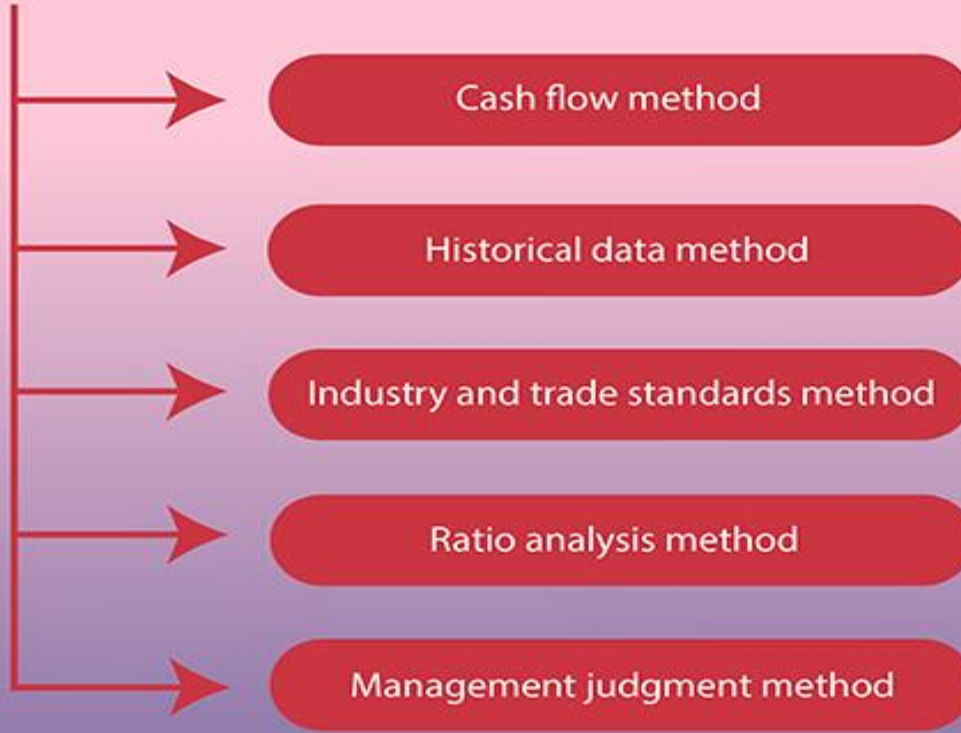 Cash flow method
Historical data method
Industry and trade standards method
Ratio analysis method
Management judgment method